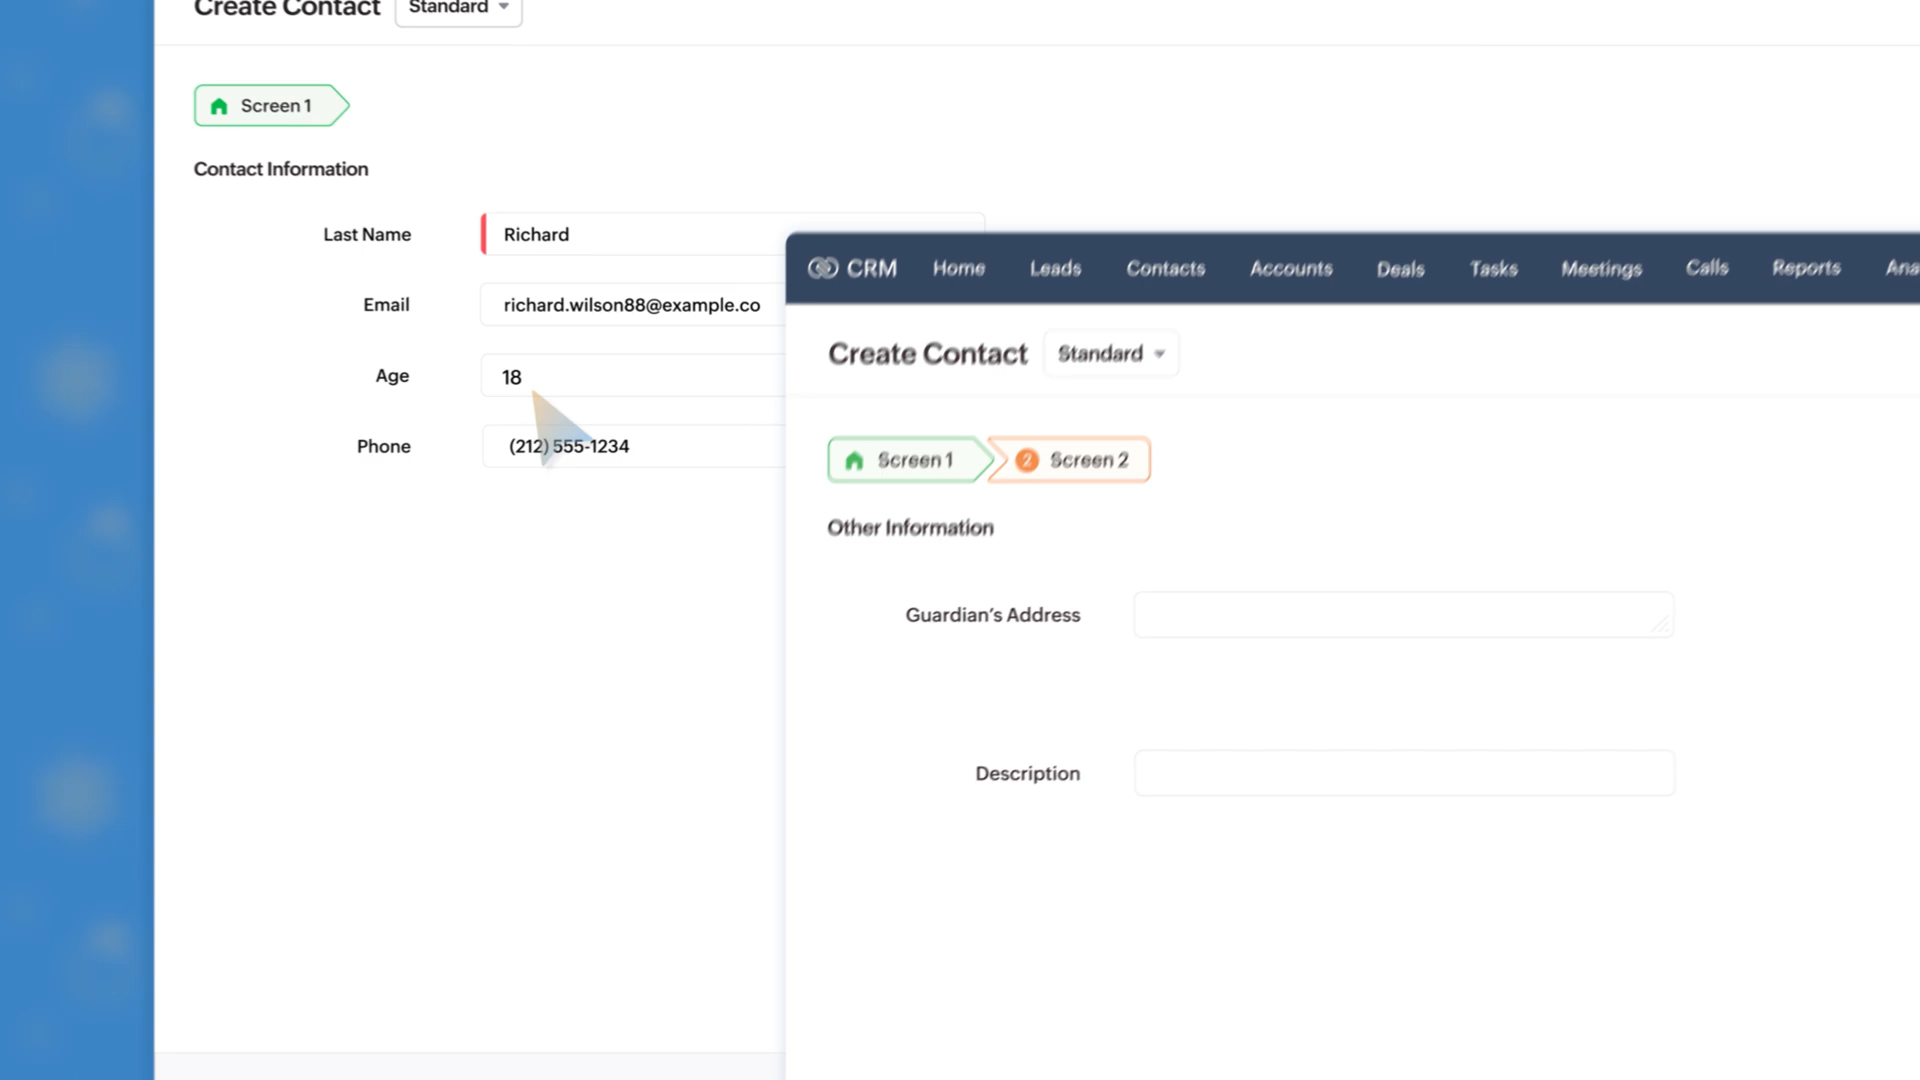 Create Contact Standard
Screen 1
Contact Information
Last Name Richard
Email richard.wilson88@example.co
Age 18
Phone (212) 555-1234
CRM Home Leads Contacts Accounts Deals Tasks Meetings Calls Reports Ana
Create Contact Standard
Screen 1 2 Screen 2
Other Information
Guardian's Address
Description